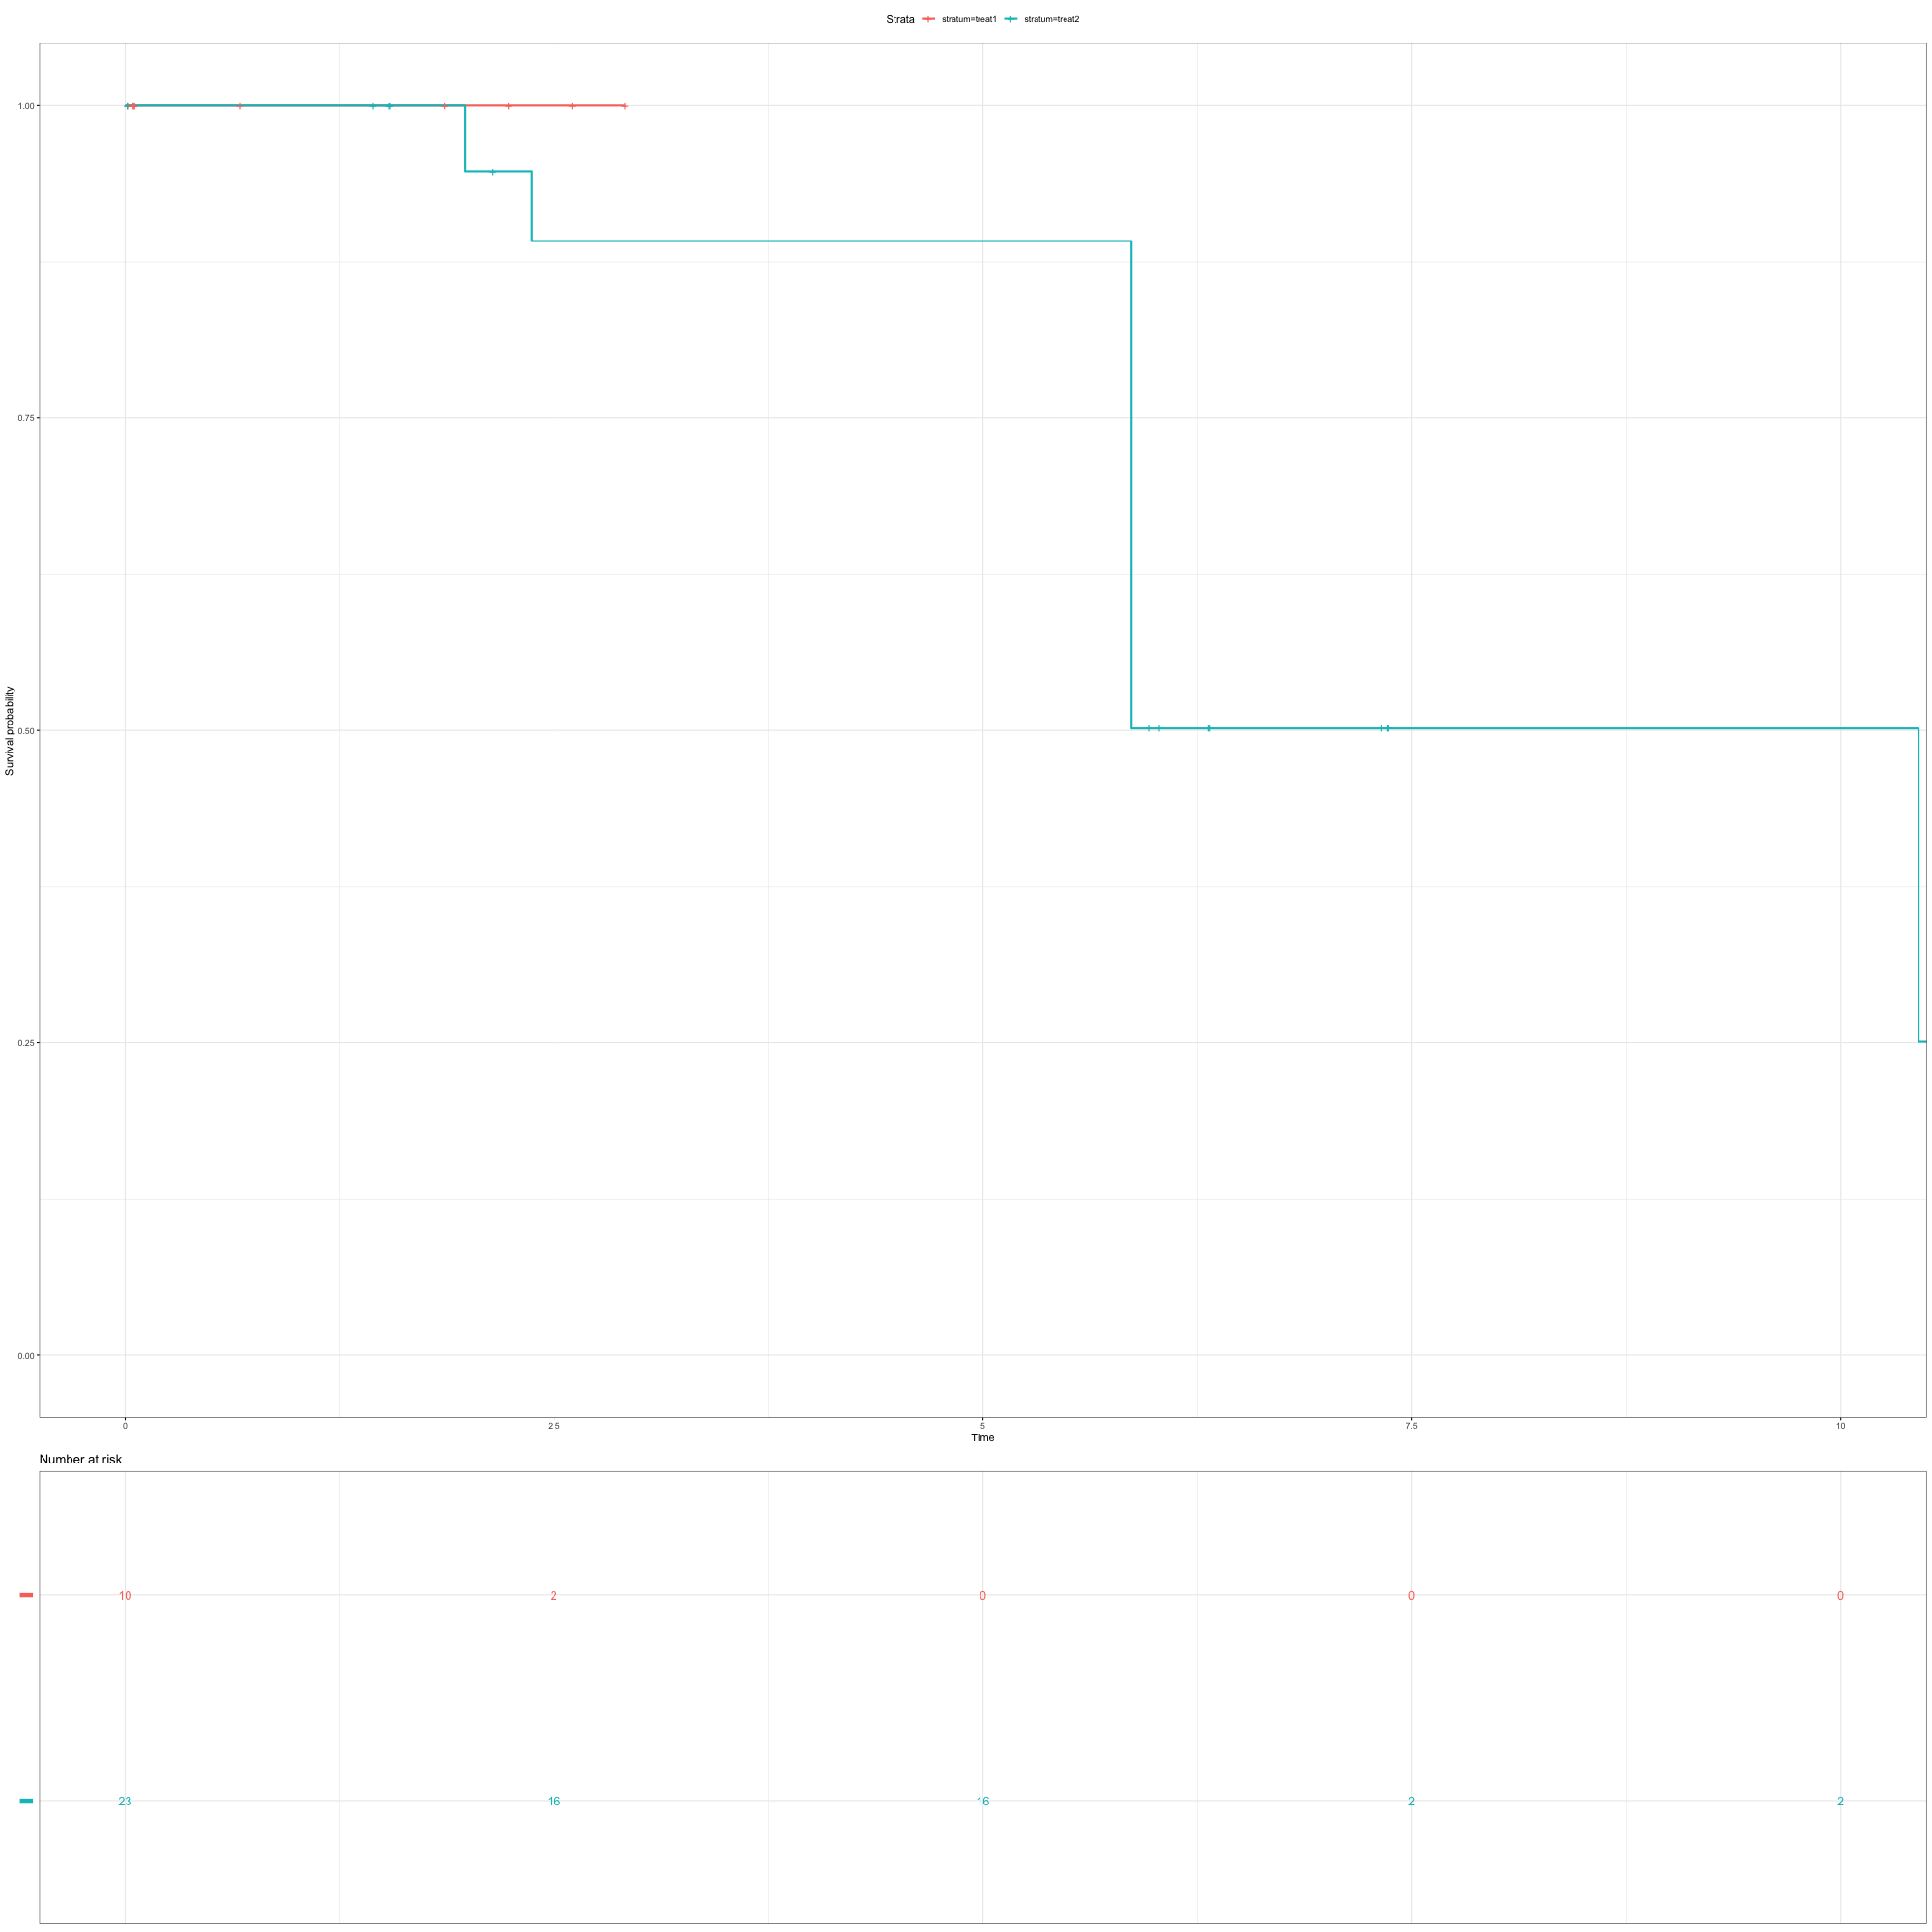 Strata stratum=treat1 stratum=treat2
1.00
0.75
0.50
0.25
0.00
Survival probability
0 2.5 5 7.5 10
Time
Number at risk
10 2 0 0 0
23 16 16 2 2